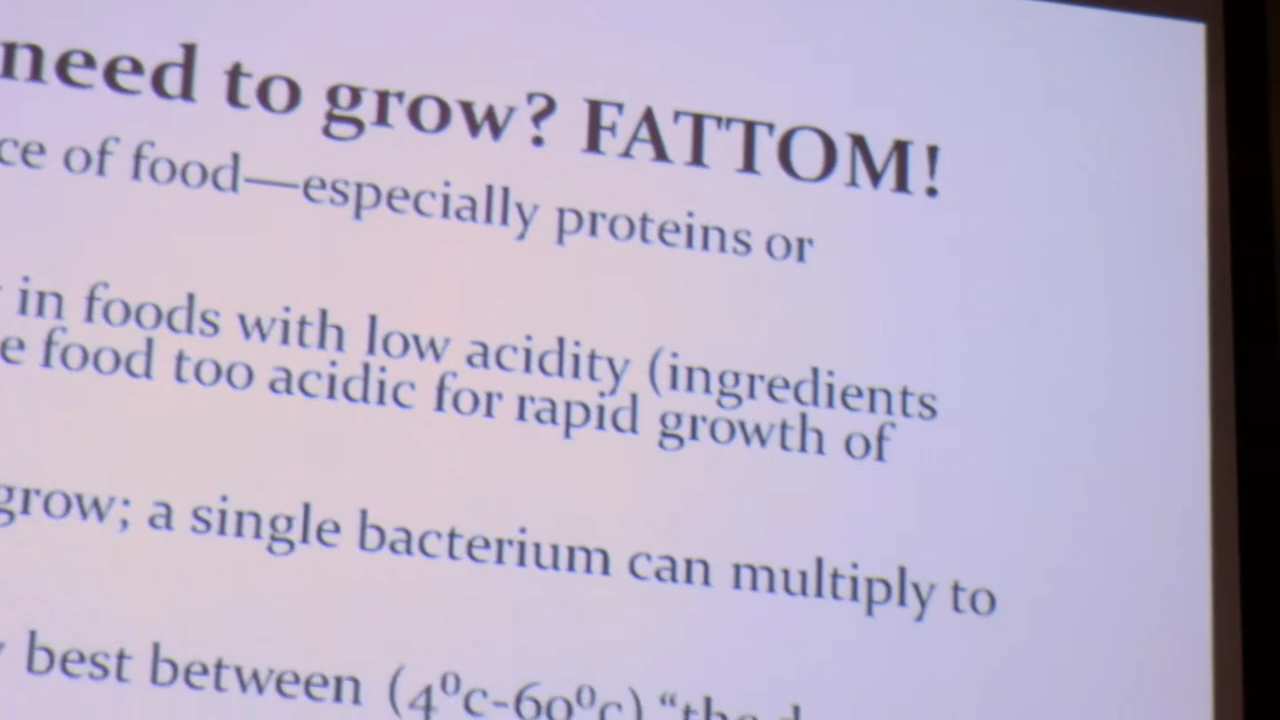 need to grow? FATTOM!
ce of food—especially proteins or
in foods with low acidity (ingredients
e food too acidic for rapid growth of
grow; a single bacterium can multiply to
best between (4⁰c-60⁰c) “the d